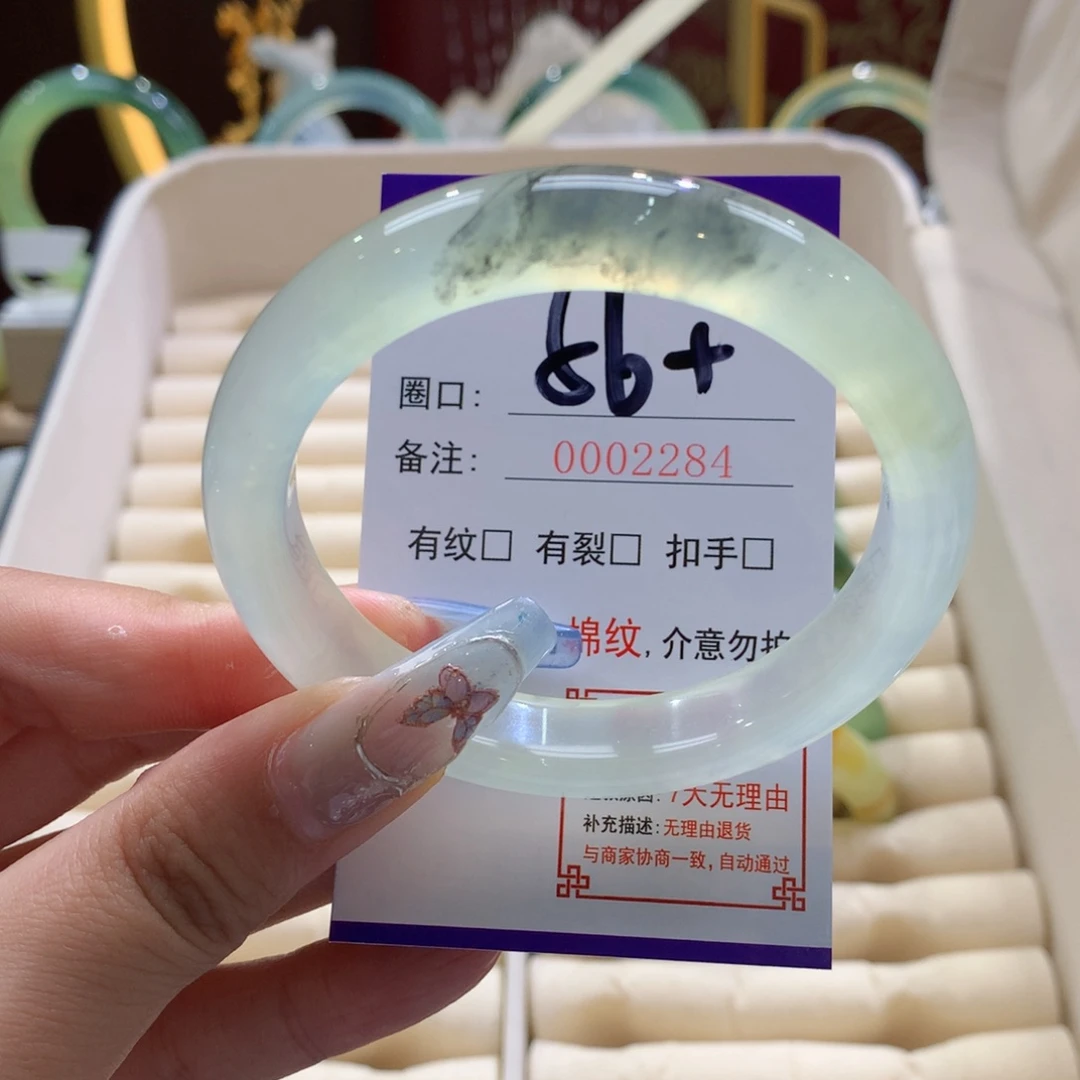 56+
圈口:
备注: 0002284
有纹□ 有裂□ 扣手□
棉纹, 介意勿拍
7天无理由
补充描述: 无理由退货
与商家协商一致, 自动通过